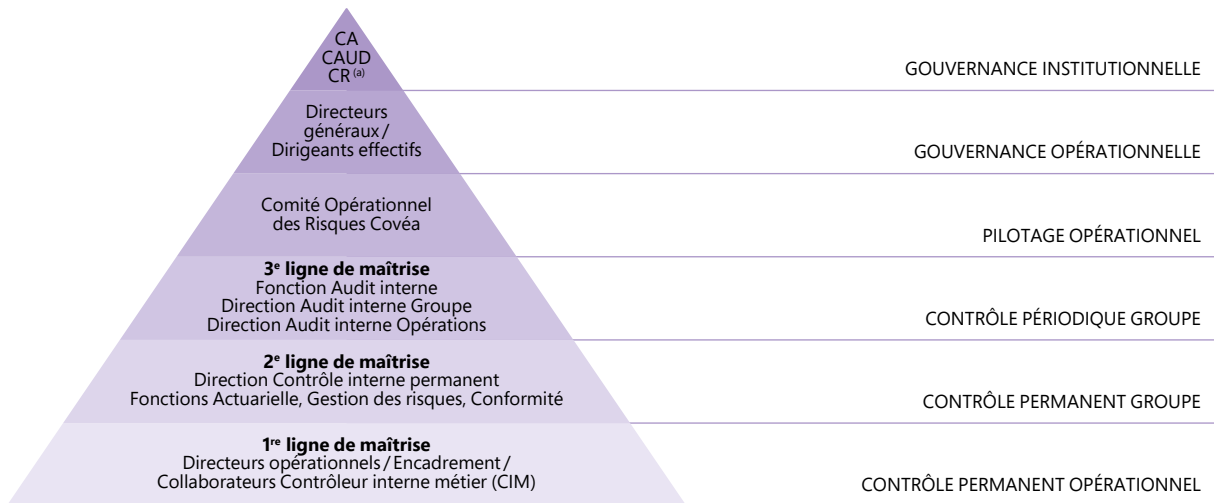 CA
CAUD
CR (a)
GOUVERNANCE INSTITUTIONNELLE
Directeurs
généraux /
Dirigeants effectifs
GOUVERNANCE OPÉRATIONNELLE
Comité Opérationnel
des Risques Covéa
PILOTAGE OPÉRATIONNEL
3e ligne de maîtrise
Fonction Audit interne
Direction Audit interne Groupe
Direction Audit interne Opérations
CONTRÔLE PÉRIODIQUE GROUPE
2e ligne de maîtrise
Direction Contrôle interne permanent
Fonctions Actuarielle, Gestion des risques, Conformité
CONTRÔLE PERMANENT GROUPE
1re ligne de maîtrise
Directeurs opérationnels / Encadrement /
Collaborateurs Contrôleur interne métier (CIM)
CONTRÔLE PERMANENT OPÉRATIONNEL